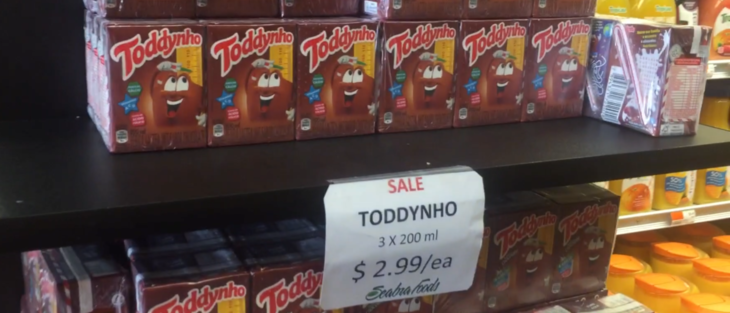 Toddynho
Toddynho
Toddynho
Toddynho
Toddynho
Toddynho
SALE
TODDYNHO
3 X 200 ml
$ 2.99/ea
Seabra Foods
Toddynho
Toddy
Toddynho
Toddynho